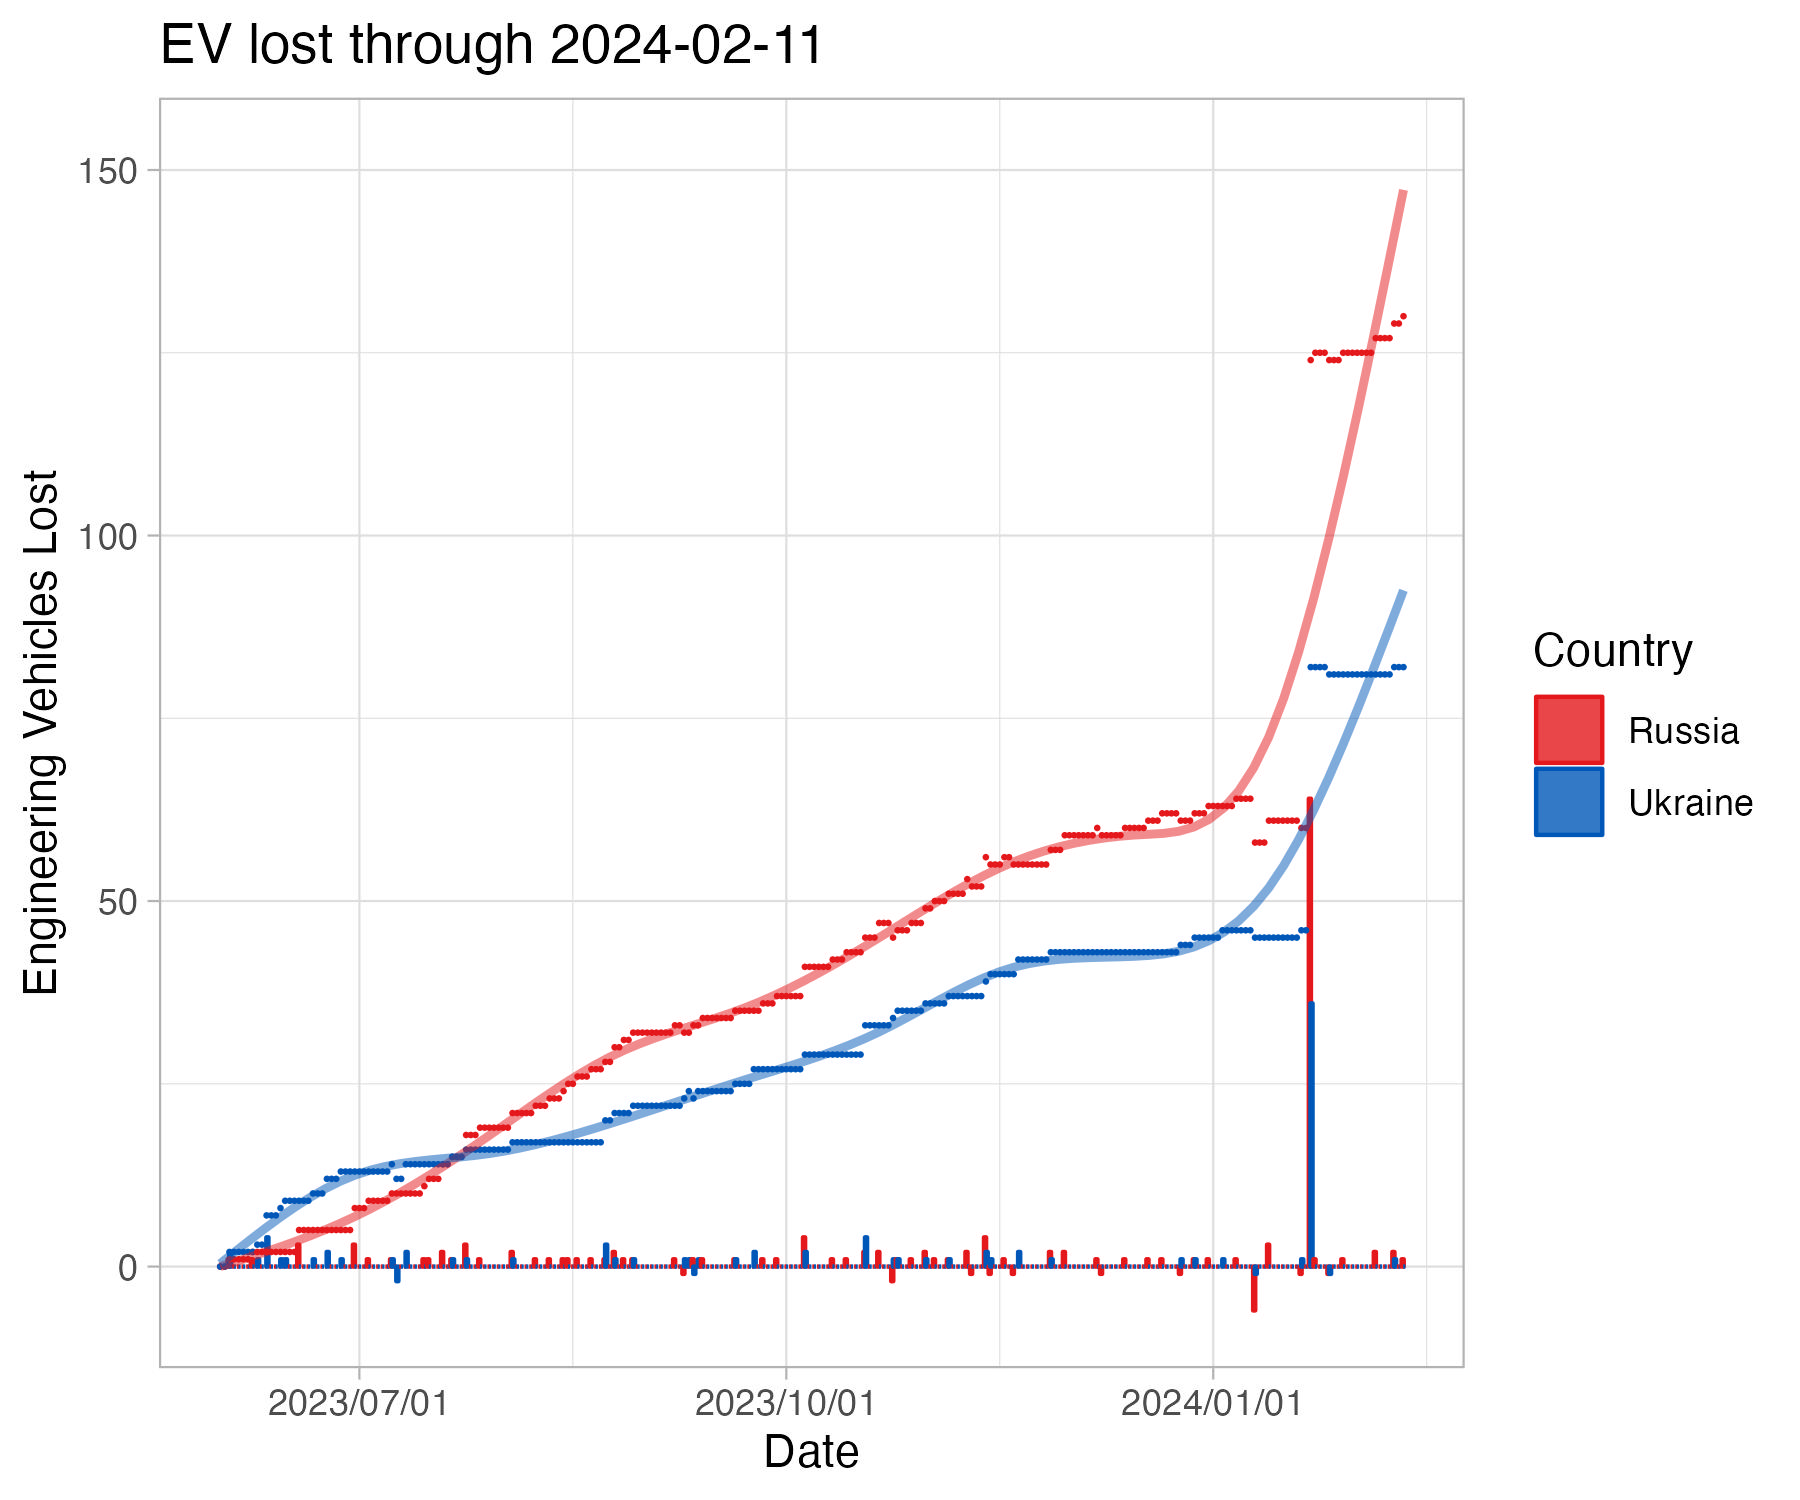 EV lost through 2024-02-11
Engineering Vehicles Lost
150
100
50
0
2023/07/01
2023/10/01
2024/01/01
Date
Country
Russia
Ukraine